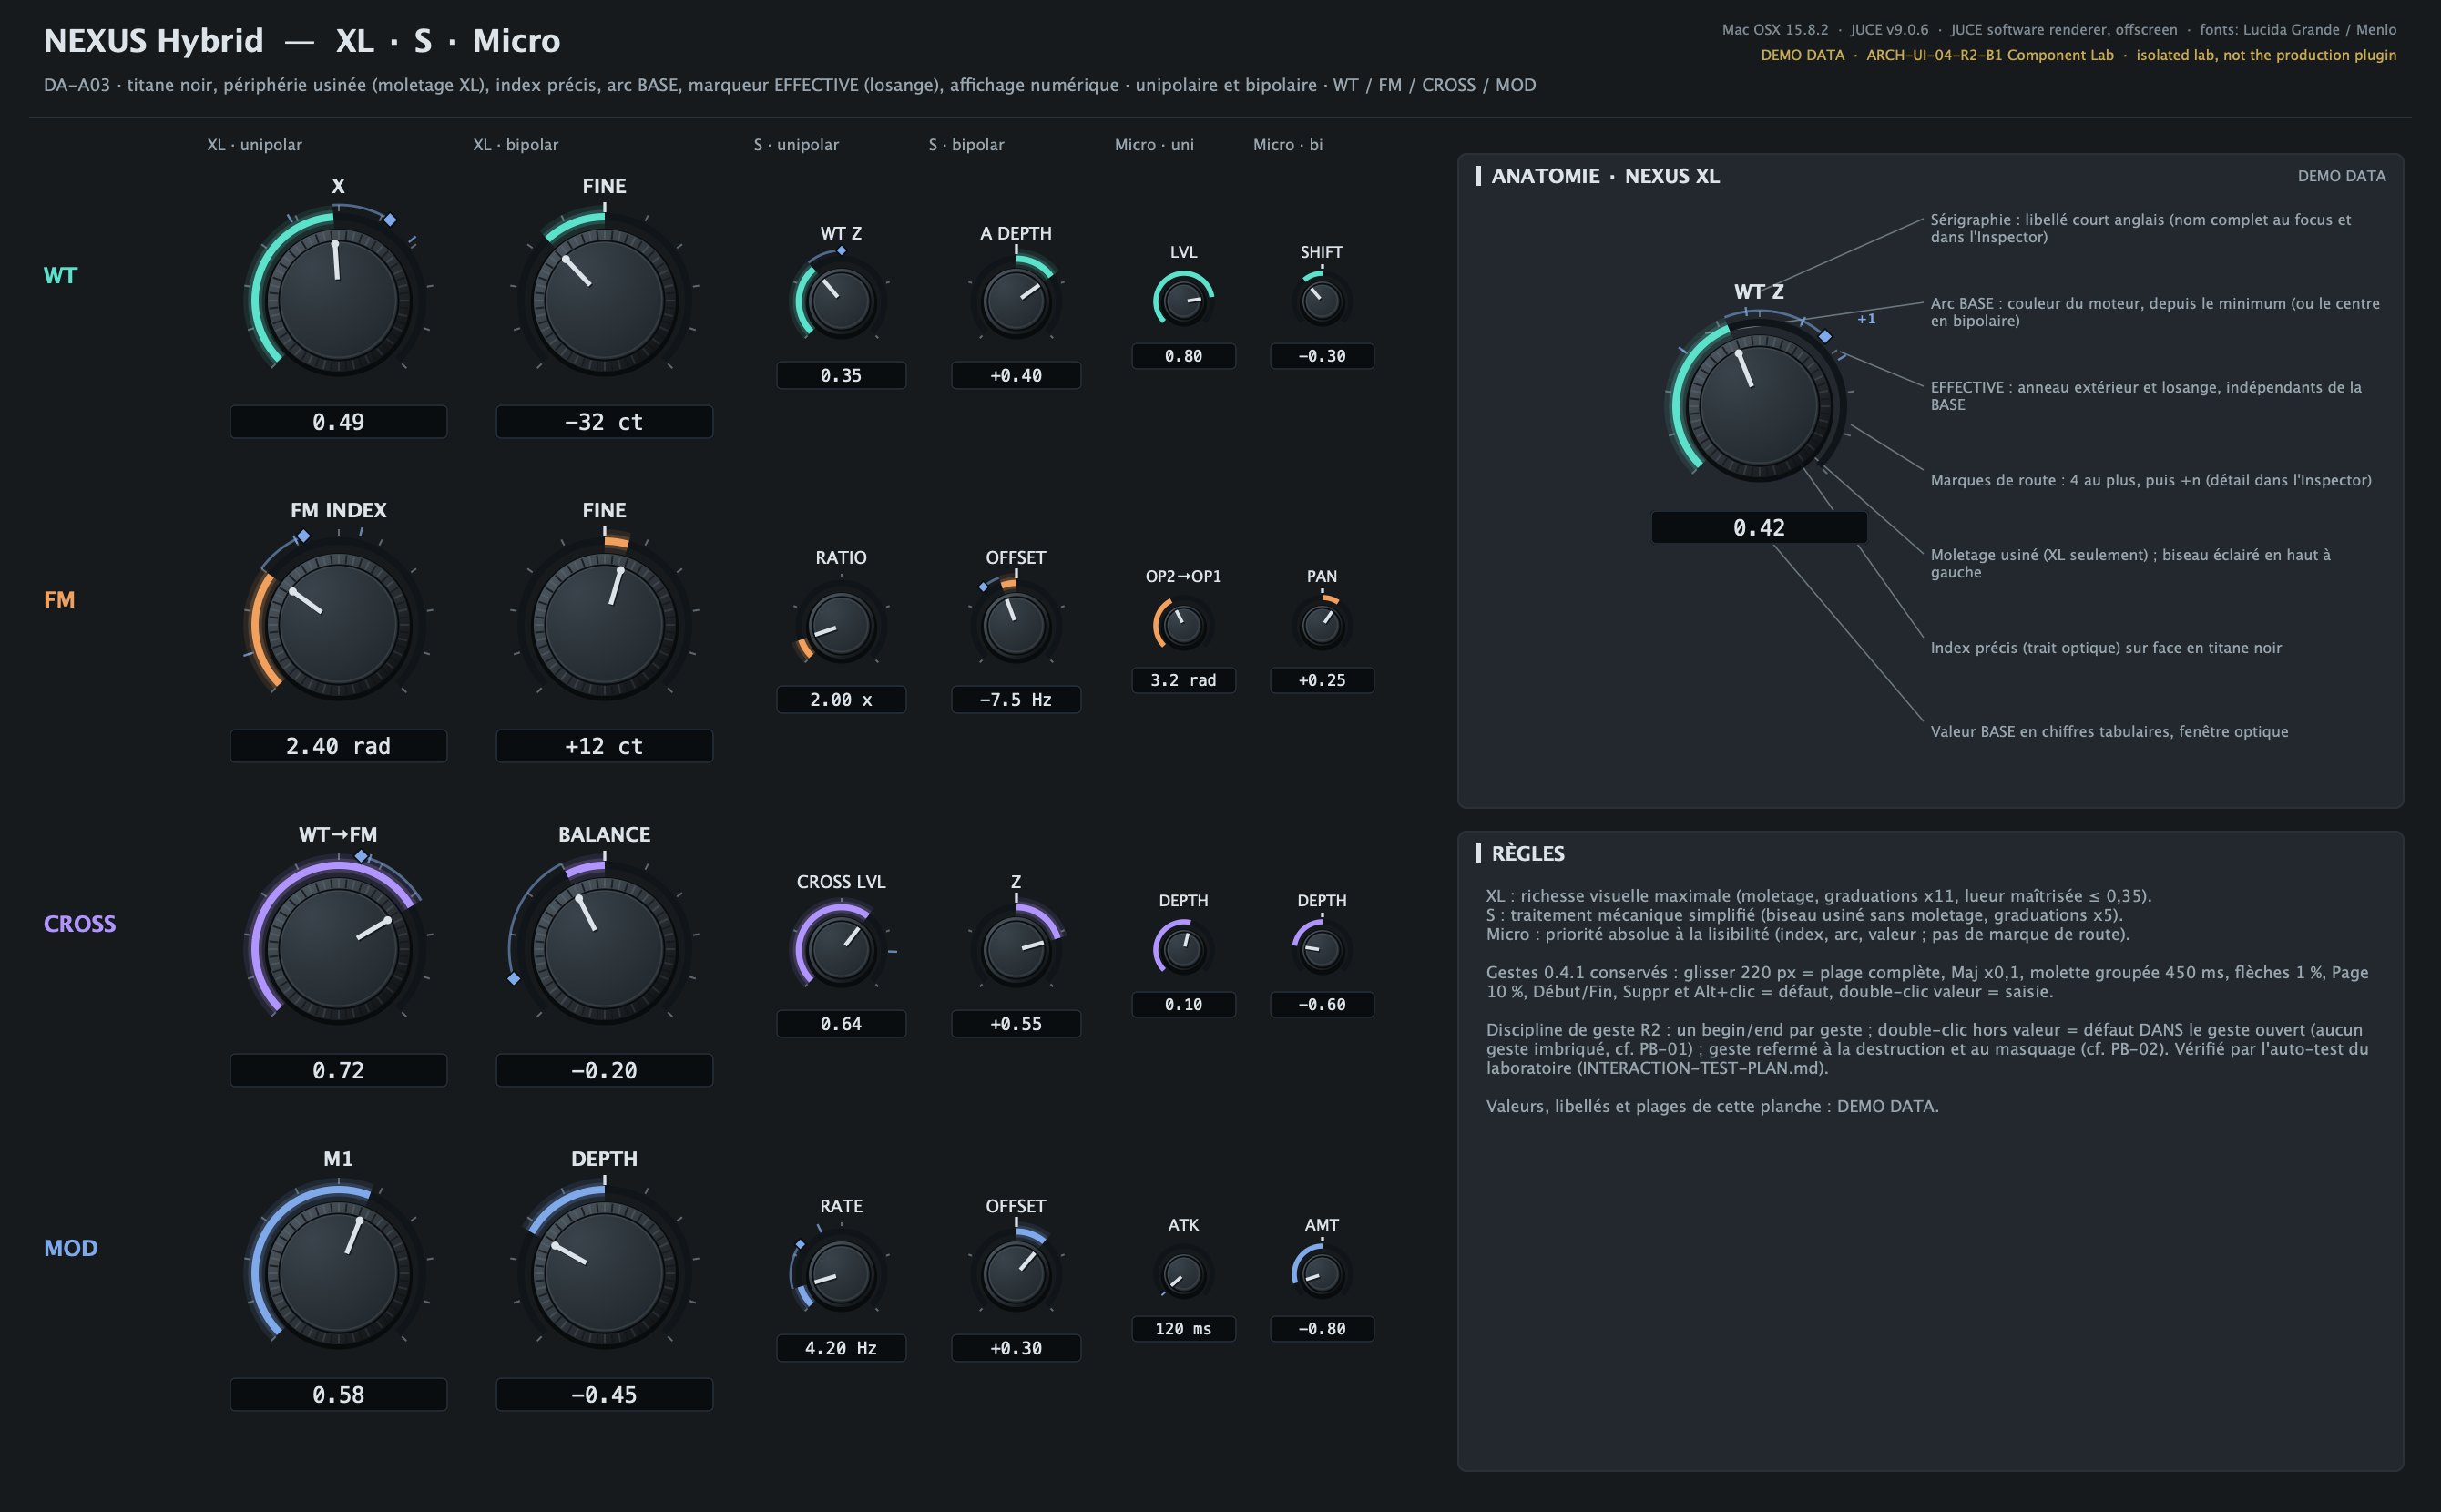 NEXUS Hybrid — XL · S · Micro
Mac OSX 15.8.2 · JUCE v9.0.6 · JUCE software renderer, offscreen · fonts: Lucida Grande / Menlo
DEMO DATA · ARCH-UI-04-R2-B1 Component Lab · isolated lab, not the production plugin
DA-A03 · titane noir, périphérie usinée (moletage XL), index précis, arc BASE, marqueur EFFECTIVE (losange), affichage numérique · unipolaire et bipolaire · WT / FM / CROSS / MOD
XL · unipolar
XL · bipolar
S · unipolar
S · bipolar
Micro · uni
Micro · bi
WT
X
0.49
FINE
−32 ct
WT Z
0.35
A DEPTH
+0.40
LVL
0.80
SHIFT
−0.30
FM
FM INDEX
2.40 rad
FINE
+12 ct
RATIO
2.00 x
OFFSET
−7.5 Hz
OP2→OP1
3.2 rad
PAN
+0.25
CROSS
WT→FM
0.72
BALANCE
−0.20
CROSS LVL
0.64
Z
+0.55
DEPTH
0.10
DEPTH
−0.60
MOD
M1
0.58
DEPTH
−0.45
RATE
4.20 Hz
OFFSET
+0.30
ATK
120 ms
AMT
−0.80
ANATOMIE · NEXUS XL
DEMO DATA
WT Z
+1
0.42
Sérigraphie : libellé court anglais (nom complet au focus et
dans l'Inspector)
Arc BASE : couleur du moteur, depuis le minimum (ou le centre
en bipolaire)
EFFECTIVE : anneau extérieur et losange, indépendants de la
BASE
Marques de route : 4 au plus, puis +n (détail dans l'Inspector)
Moletage usiné (XL seulement) ; biseau éclairé en haut à
gauche
Index précis (trait optique) sur face en titane noir
Valeur BASE en chiffres tabulaires, fenêtre optique
RÈGLES
XL : richesse visuelle maximale (moletage, graduations x11, lueur maîtrisée ≤ 0,35).
S : traitement mécanique simplifié (biseau usiné sans moletage, graduations x5).
Micro : priorité absolue à la lisibilité (index, arc, valeur ; pas de marque de route).
Gestes 0.4.1 conservés : glisser 220 px = plage complète, Maj x0,1, molette groupée 450 ms, flèches 1 %, Page
10 %, Début/Fin, Suppr et Alt+clic = défaut, double-clic valeur = saisie.
Discipline de geste R2 : un begin/end par geste ; double-clic hors valeur = défaut DANS le geste ouvert (aucun
geste imbriqué, cf. PB-01) ; geste refermé à la destruction et au masquage (cf. PB-02). Vérifié par l'auto-test du
laboratoire (INTERACTION-TEST-PLAN.md).
Valeurs, libellés et plages de cette planche : DEMO DATA.